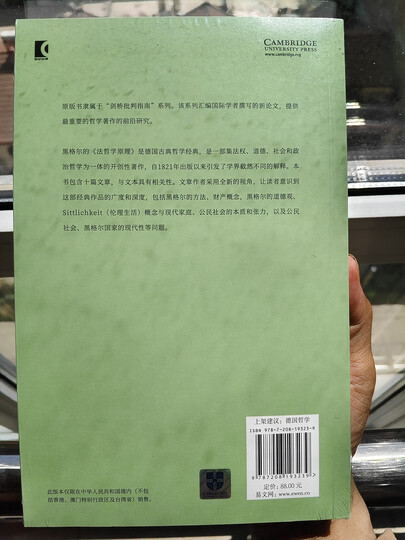 CAMBRIDGE
UNIVERSITY PRESS
www.cambridge.org
原版书隶属于“剑桥批判指南”系列。该系列汇编国际学者撰写的新论文，提供
最重要的哲学著作的前沿研究。
黑格尔的《法哲学原理》是德国古典哲学经典，是一部集法权、道德、社会和政
治哲学为一体的开创性著作，自1821年出版以来引发了学界截然不同的解释。本
书包含十篇文章，与文本具有相关性。文章作者采用全新的视角，让读者意识到
这部经典作品的广度和深度，包括黑格尔的方法、财产概念、黑格尔的道德观、
Sittlichkeit（伦理生活）概念与现代家庭、公民社会的本质和张力，以及公民
社会、黑格尔国家的现代性等问题。
上架建议：德国哲学
ISBN 978-7-208-19323-9
9 787208 193239 >
定价：88.00 元
易文网：www.ewen.co
此版本仅限在中华人民共和国境内（不包
括香港、澳门特别行政区及台湾省）销售。